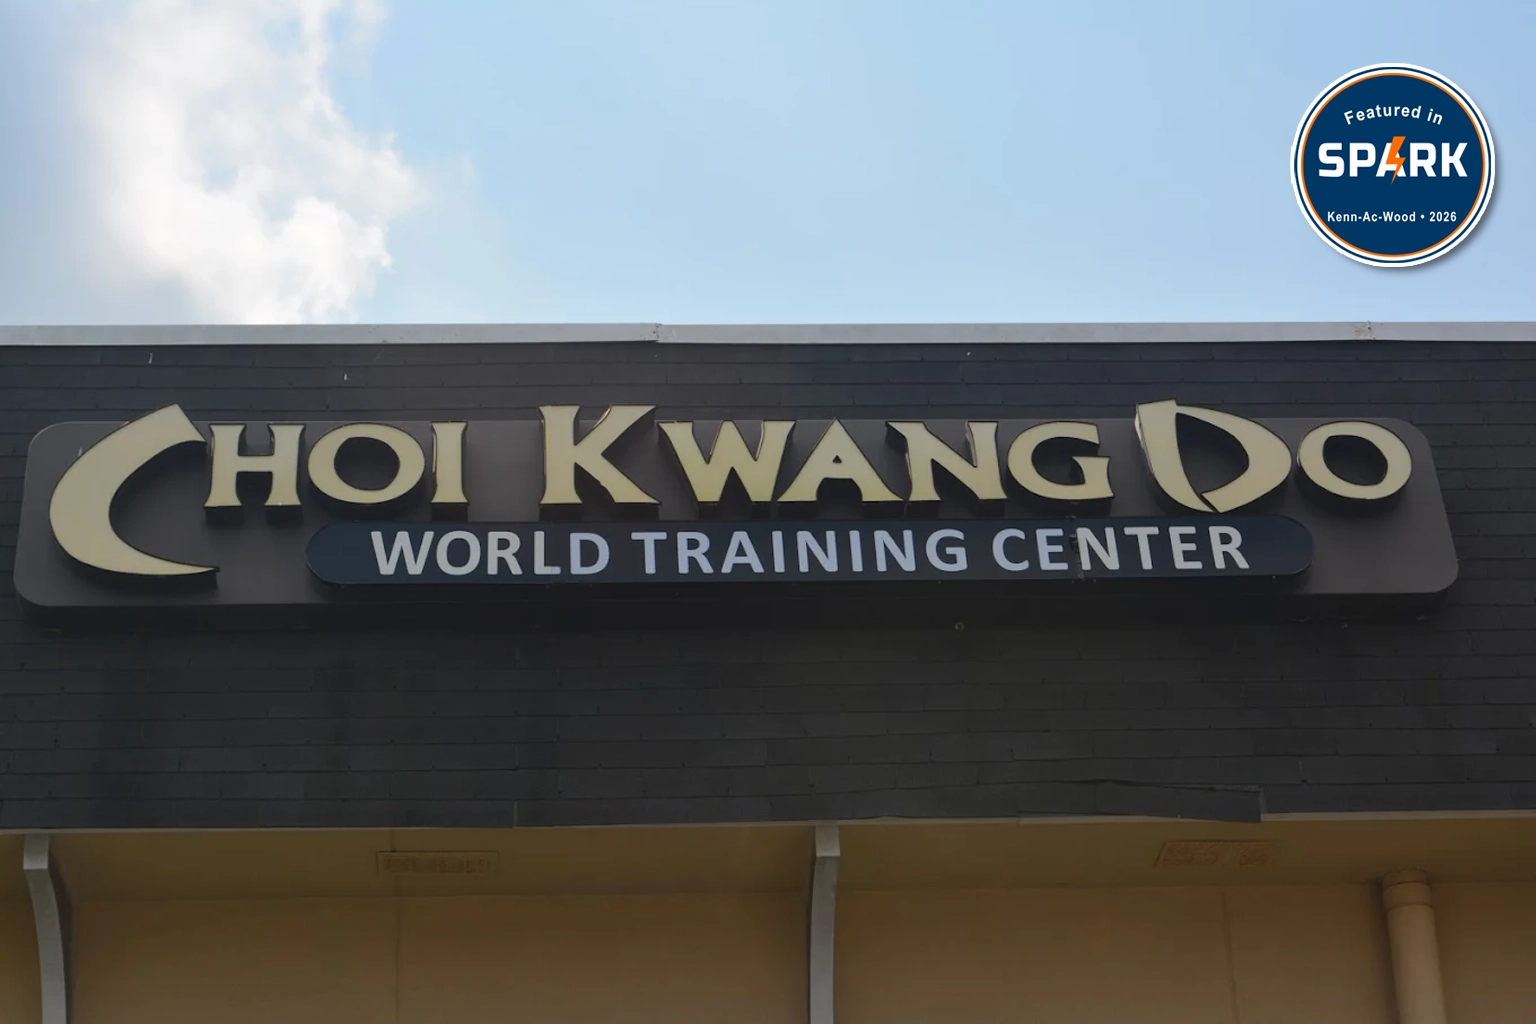 Featured in
SPARK
Kenn-Ac-Wood • 2026
CHOI KWANG DO
WORLD TRAINING CENTER